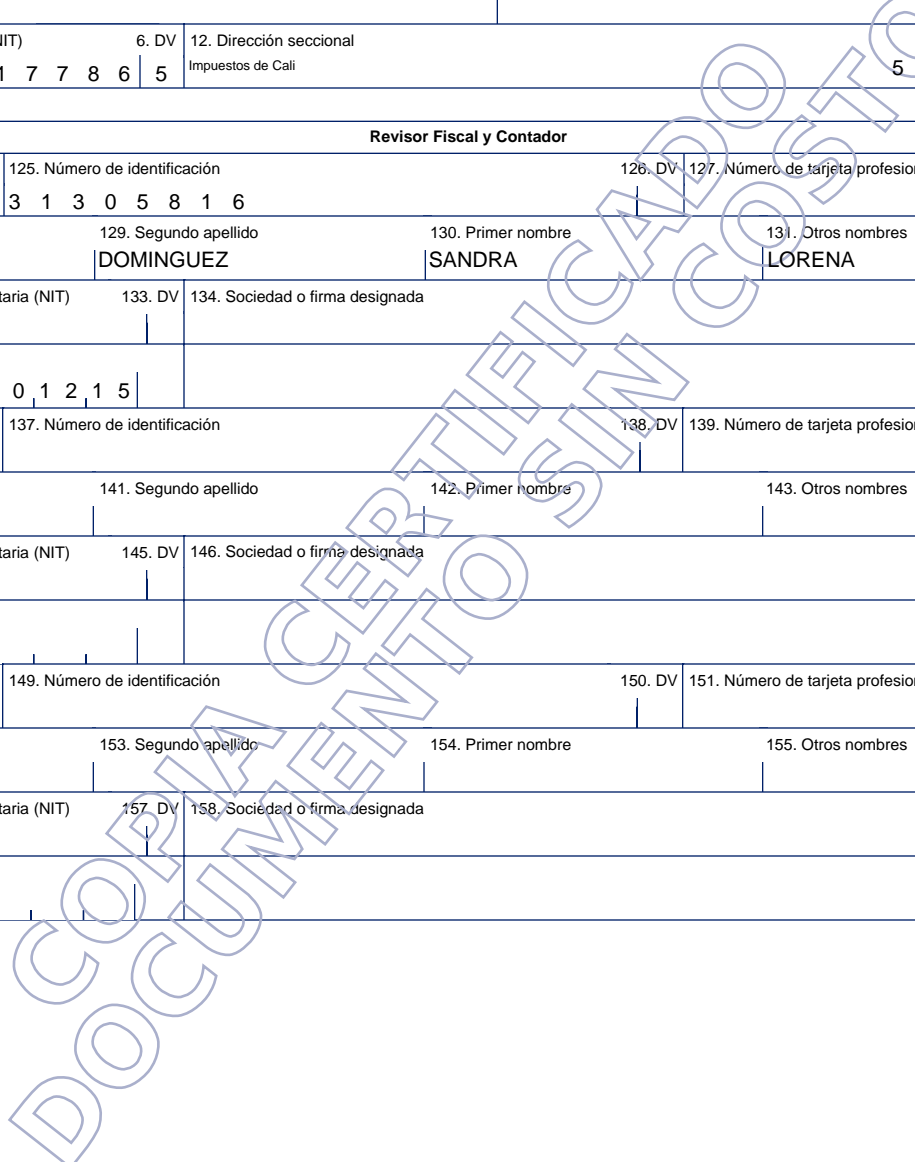 NIT) 6. DV 12. Dirección seccional
1 7 7 8 6 5 Impuestos de Cali 5
Revisor Fiscal y Contador
125. Número de identificación 126. DV 127. Número de tarjeta profesion
3 1 3 0 5 8 1 6
129. Segundo apellido 130. Primer nombre 131. Otros nombres
DOMINGUEZ SANDRA LORENA
taria (NIT) 133. DV 134. Sociedad o firma designada
0 1 2 1 5
137. Número de identificación 138. DV 139. Número de tarjeta profesion
141. Segundo apellido 142. Primer nombre 143. Otros nombres
taria (NIT) 145. DV 146. Sociedad o firma designada
149. Número de identificación 150. DV 151. Número de tarjeta profesion
153. Segundo apellido 154. Primer nombre 155. Otros nombres
taria (NIT) 157. DV 158. Sociedad o firma designada
COPIA CERTIFICADO
DOCUMENTO SIN COSTO